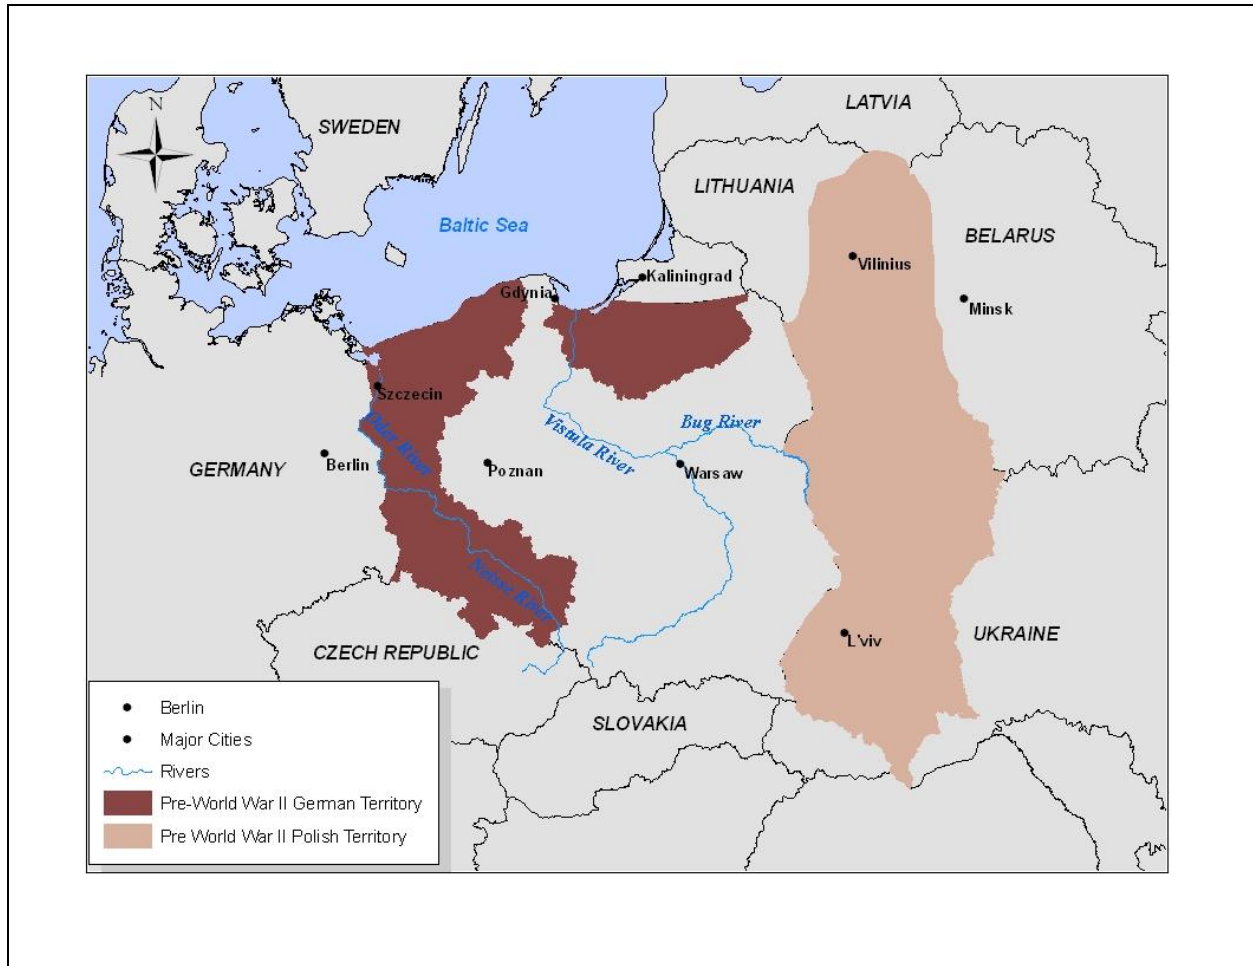 N
SWEDEN
LATVIA
LITHUANIA
Baltic Sea
BELARUS
Vilinius
Kaliningrad
Gdynia
Minsk
Szczecin
Oder River
Vistula River
Bug River
GERMANY
Berlin
Poznan
Warsaw
Neisse River
CZECH REPUBLIC
L'viv
UKRAINE
SLOVAKIA
Berlin
Major Cities
Rivers
Pre-World War II German Territory
Pre World War II Polish Territory